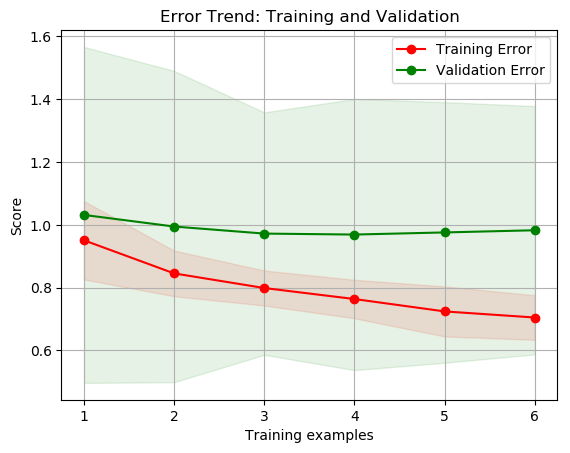 Error Trend: Training and Validation
Training Error
Validation Error
Score
1.6
1.4
1.2
1.0
0.8
0.6
1 2 3 4 5 6
Training examples